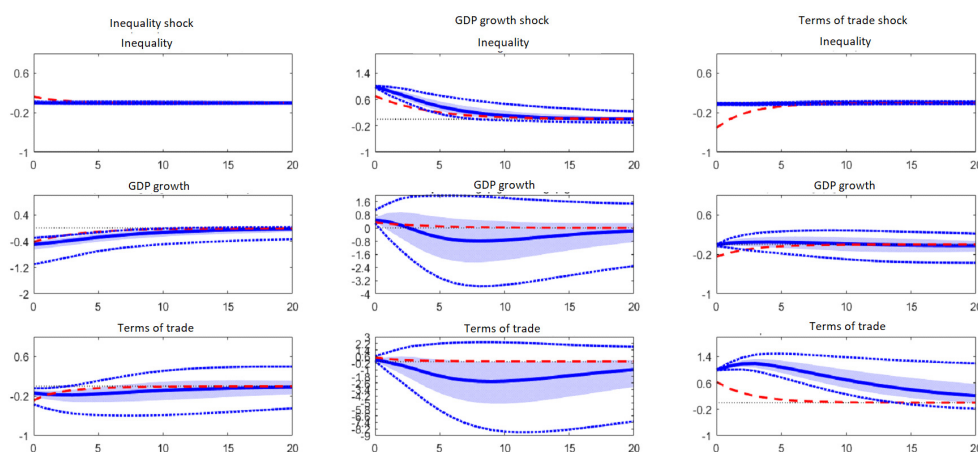 Inequality shock
GDP growth shock
Terms of trade shock
Inequality
Inequality
Inequality
0.6
-0.2
-1
0 5 10 15 20
1.4
0.6
-0.2
-1
0 5 10 15 20
0.6
-0.2
-1
0 5 10 15 20
GDP growth
GDP growth
GDP growth
0.4
-0.4
-1.2
-2
0 5 10 15 20
1.6
0.8
0
-0.8
-1.6
-2.4
-3.2
-4
0 5 10 15 20
0.6
-0.2
-1
0 5 10 15 20
Terms of trade
Terms of trade
Terms of trade
0.6
-0.2
-1
0 5 10 15 20
3
2.2
-9
0 5 10 15 20
1.4
0.6
-0.2
-1
0 5 10 15 20